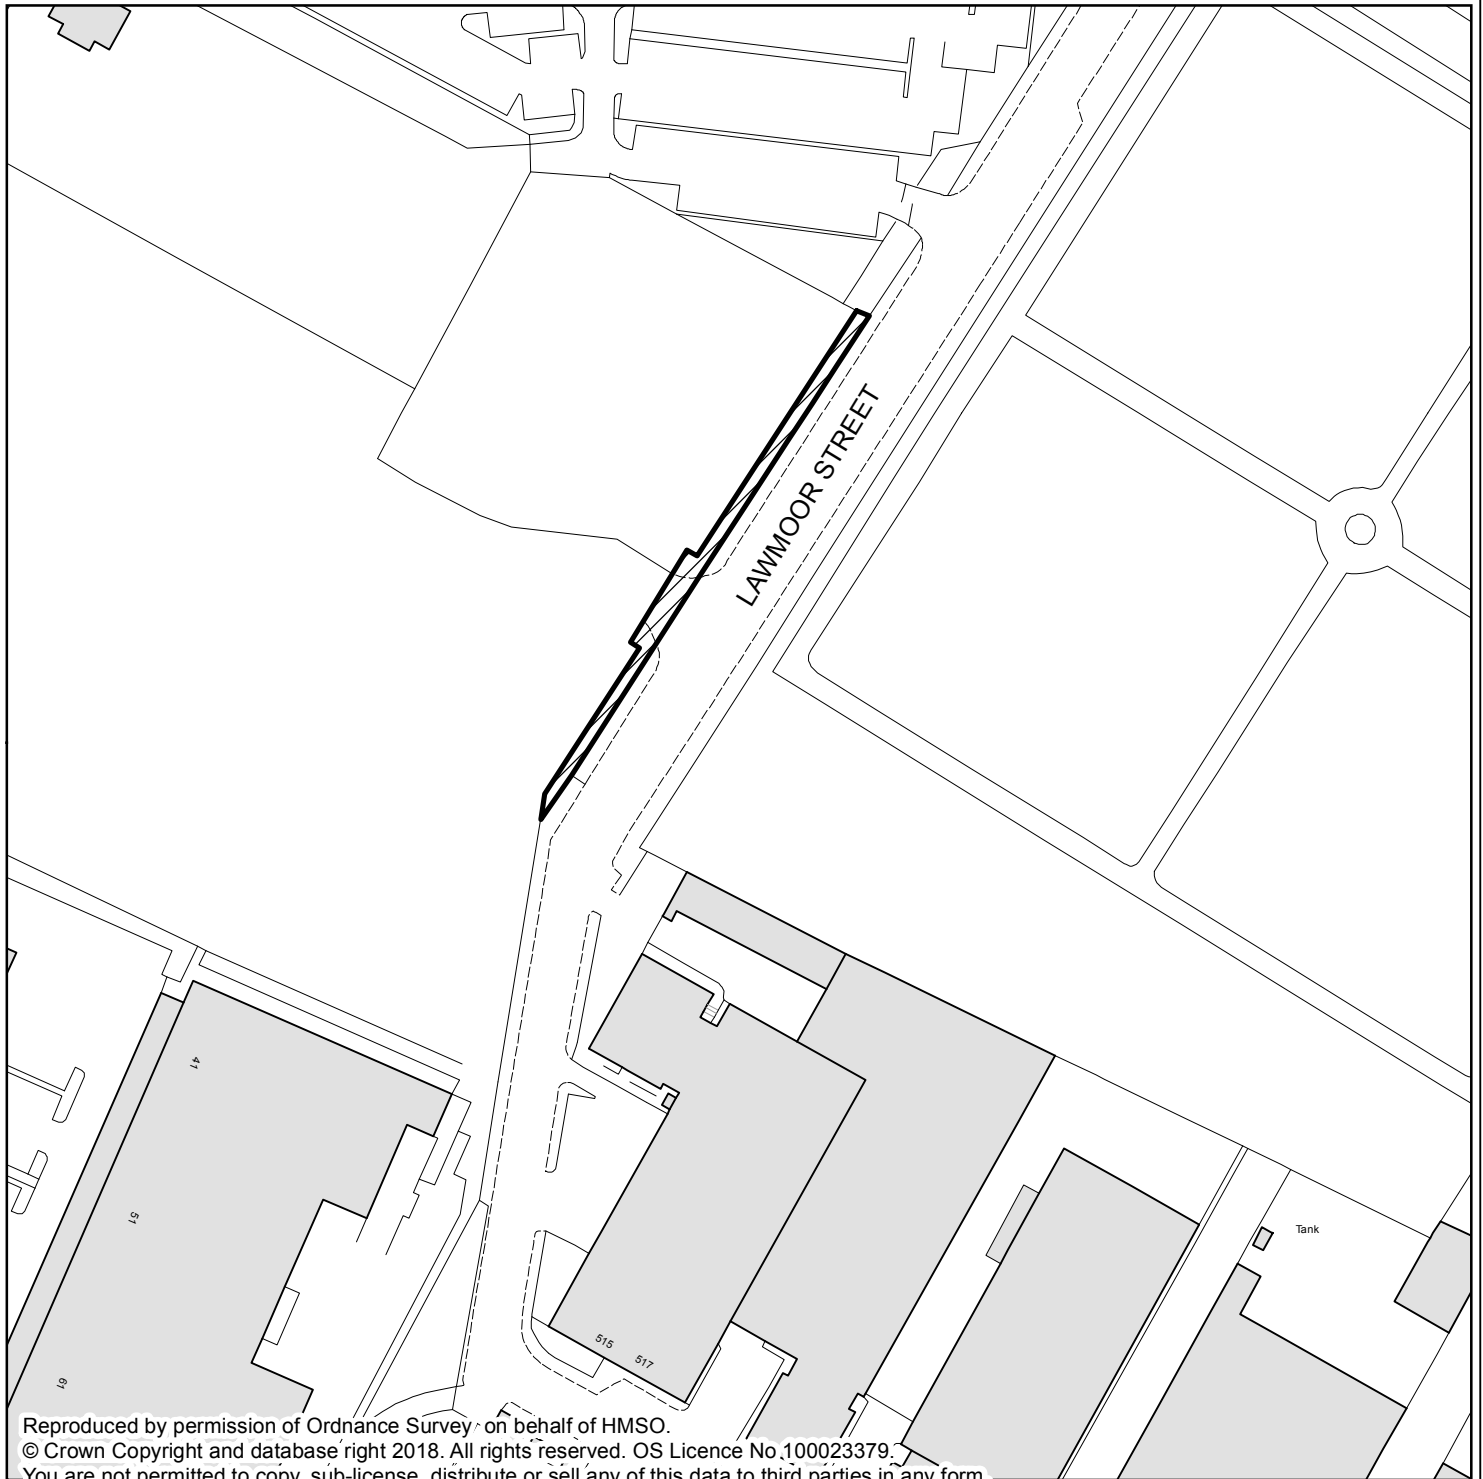 LAWMOOR STREET
41
51
61
515
517
Tank
Reproduced by permission of Ordnance Survey on behalf of HMSO.
© Crown Copyright and database right 2018. All rights reserved. OS Licence No 100023379.
You are not permitted to copy, sub-license, distribute or sell any of this data to third parties in any form.